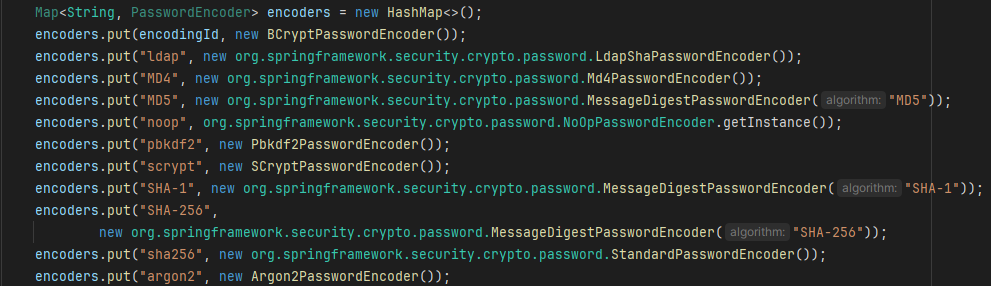 Map<String, PasswordEncoder> encoders = new HashMap<>();
encoders.put(encodingId, new BCryptPasswordEncoder());
encoders.put("ldap", new org.springframework.security.crypto.password.LdapShaPasswordEncoder());
encoders.put("MD4", new org.springframework.security.crypto.password.Md4PasswordEncoder());
encoders.put("MD5", new org.springframework.security.crypto.password.MessageDigestPasswordEncoder( algorithm: "MD5"));
encoders.put("noop", org.springframework.security.crypto.password.NoOpPasswordEncoder.getInstance());
encoders.put("pbkdf2", new Pbkdf2PasswordEncoder());
encoders.put("scrypt", new SCryptPasswordEncoder());
encoders.put("SHA-1", new org.springframework.security.crypto.password.MessageDigestPasswordEncoder( algorithm: "SHA-1"));
encoders.put("SHA-256",
new org.springframework.security.crypto.password.MessageDigestPasswordEncoder( algorithm: "SHA-256"));
encoders.put("sha256", new org.springframework.security.crypto.password.StandardPasswordEncoder());
encoders.put("argon2", new Argon2PasswordEncoder());